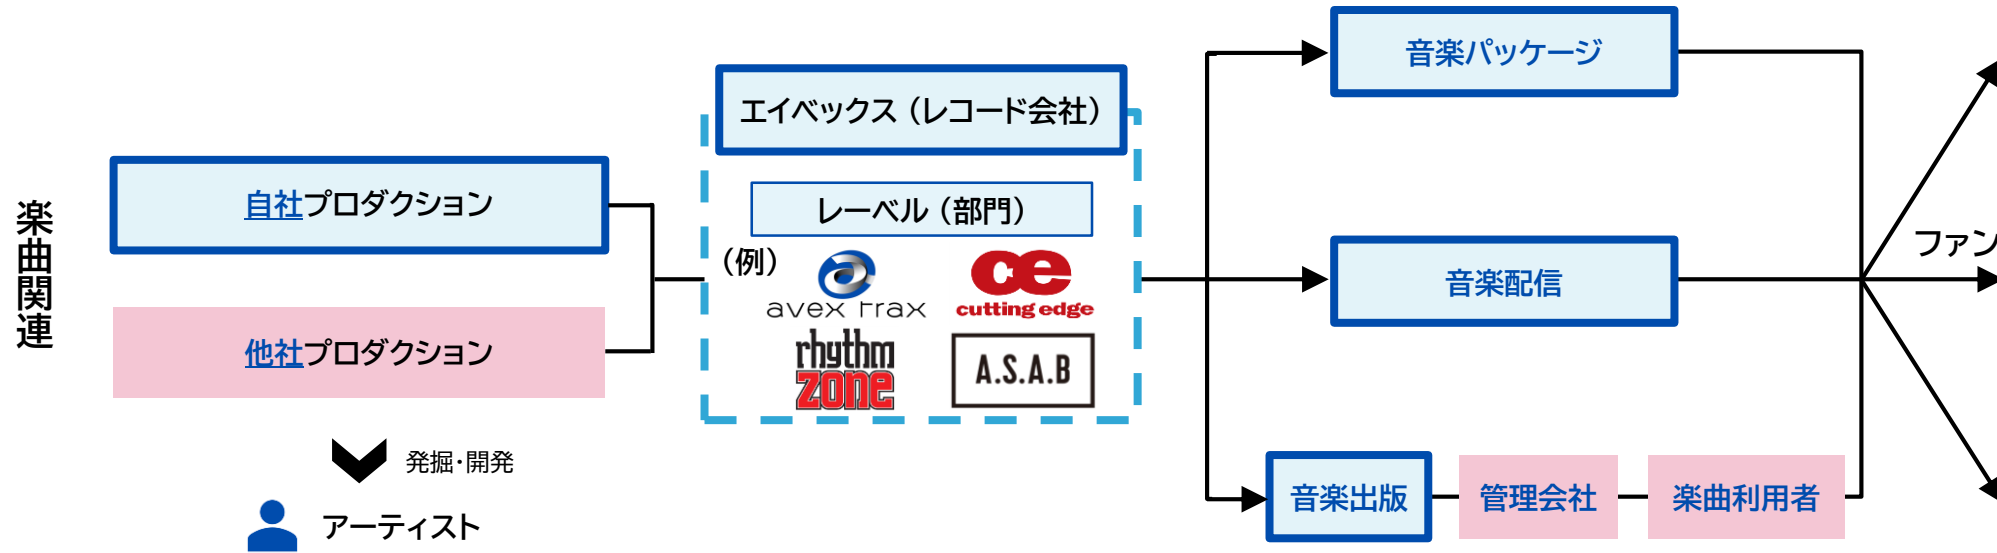 楽曲関連
自社プロダクション
他社プロダクション
発掘・開発
アーティスト
エイベックス（レコード会社）
レーベル（部門）
（例）
avex trax
cutting edge
rhythm
zone
A.S.A.B
音楽パッケージ
音楽配信
音楽出版
管理会社
楽曲利用者
ファン